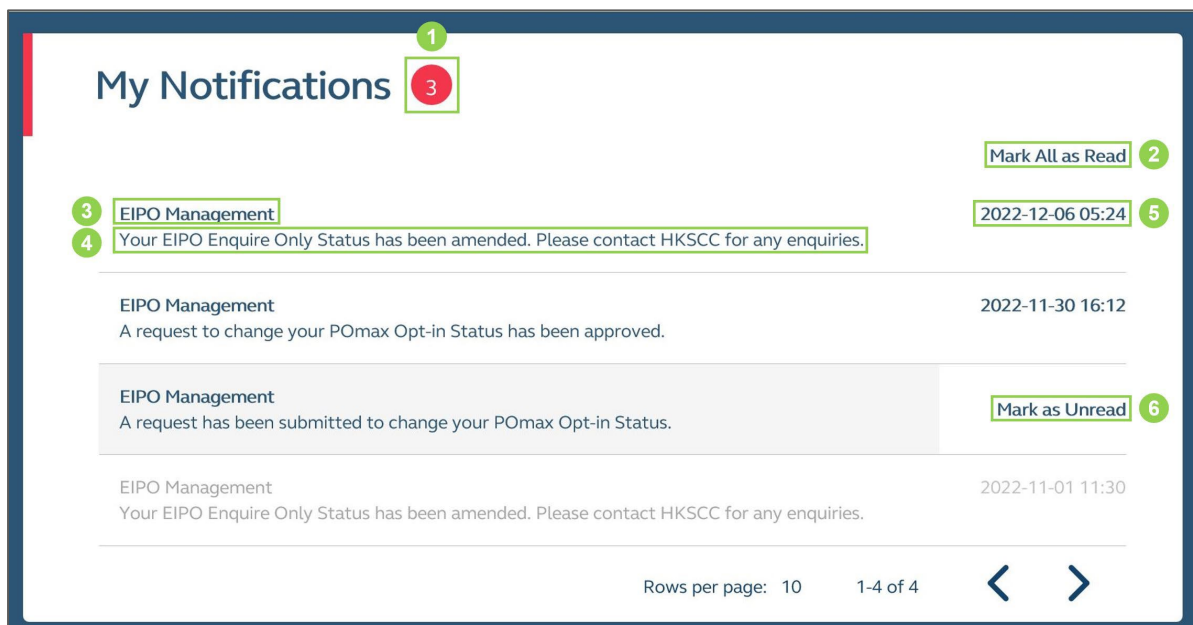 1
My Notifications 3
Mark All as Read 2
3 EIPO Management 2022-12-06 05:24 5
4 Your EIPO Enquire Only Status has been amended. Please contact HKSCC for any enquiries.
EIPO Management 2022-11-30 16:12
A request to change your POmax Opt-in Status has been approved.
EIPO Management
Mark as Unread 6
A request has been submitted to change your POmax Opt-in Status.
EIPO Management 2022-11-01 11:30
Your EIPO Enquire Only Status has been amended. Please contact HKSCC for any enquiries.
Rows per page: 10 1-4 of 4